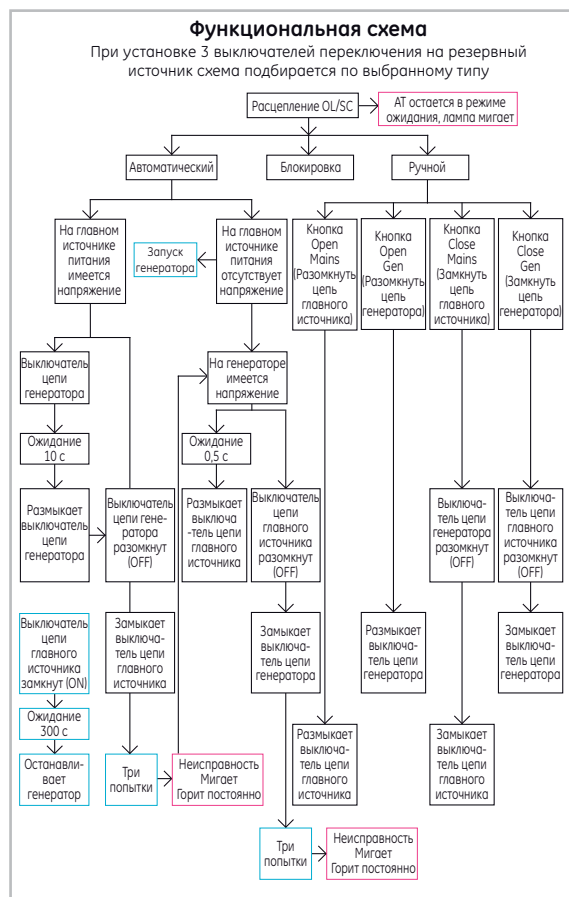 Функциональная схема
При установке 3 выключателей переключения на резервный
источник схема подбирается по выбранному типу
Расцепление OL/SC
АТ остается в режиме
ожидания, лампа мигает
Автоматический
Блокировка
Ручной
На главном
источнике
питания
имеется
напряжение
Запуск
генератора
На главном
источнике
питания
отсутствует
напряжение
Кнопка
Open
Mains
(Разомкнуть
цепь
главного
источника)
Кнопка
Open
Gen
(Разомкнуть
цепь
генератора)
Кнопка
Close
Mains
(Замкнуть
цепь
главного
источника)
Кнопка
Close
Gen
(Замкнуть
цепь
генератора)
Выключатель
цепи
генератора
На генераторе
имеется
напряжение
Ожидание
10 с
Ожидание
0,5 с
Размыкает
выключатель
цепи
генератора
Выключатель
цепи гене-
ратора
разомкнут
(OFF)
Размыкает
выключа
-тель цепи
главного
источника
Выключатель
цепи
главного
источника
разомкнут
(OFF)
Выключа-
тель цепи
генератора
разомкнут
(OFF)
Выключа-
тель цепи
главного
источника
разомкнут
(OFF)
Выключатель
цепи
главного
источника
замкнут (ON)
Замыкает
выключа-
тель цепи
главного
источника
Замыкает
выключа-
тель цепи
генератора
Размыкает
выключа-
тель цепи
генератора
Замыкает
выключа-
тель цепи
генератора
Ожидание
300 с
Останавли-
вает
генератор
Три
попытки
Неисправность
Мигает
Горит постоянно
Размыкает
выключа-
тель цепи
главного
источника
Замыкает
выключа-
тель цепи
главного
источника
Три
попытки
Неисправность
Мигает
Горит постоянно